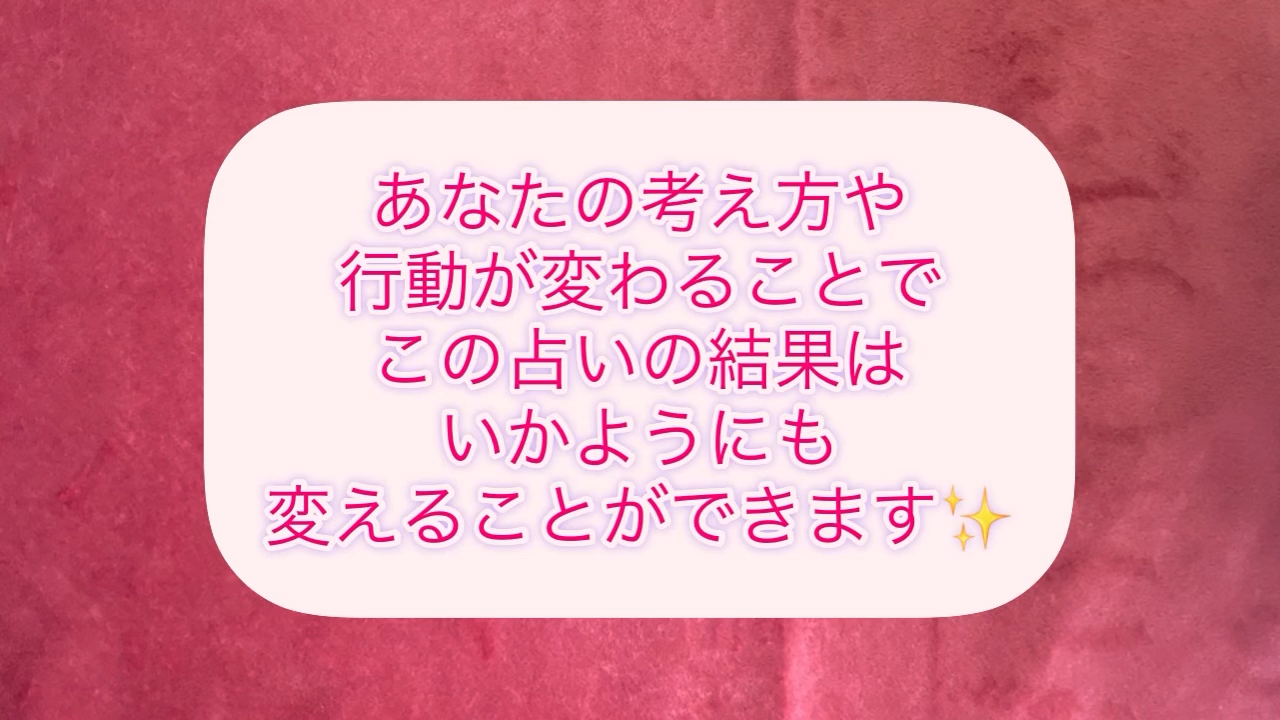 あなたの考え方や
行動が変わることで
この占いの結果は
いかようにも
変えることができます✨